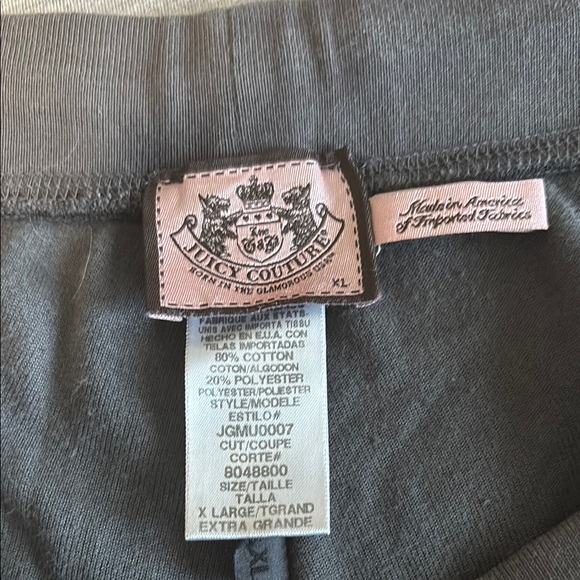 JUICY COUTURE®
BORN IN THE GLAMOROUS USA™
XL
Made in America
of Imported Fabrics
FABRIQUE AUX ETATS-
UNIS AVEC IMPORTA TISSU
HECHO EN E.U.A. CON
TELAS IMPORTADAS
80% COTTON
COTON/ALGODON
20% POLYESTER
POLYESTER/POLIESTER
STYLE/MODELE
ESTILO#
JGMU0007
CUT/COUPE
CORTE#
8048800
SIZE/TAILLE
TALLA
X LARGE/TGRAND
EXTRA GRANDE
XL